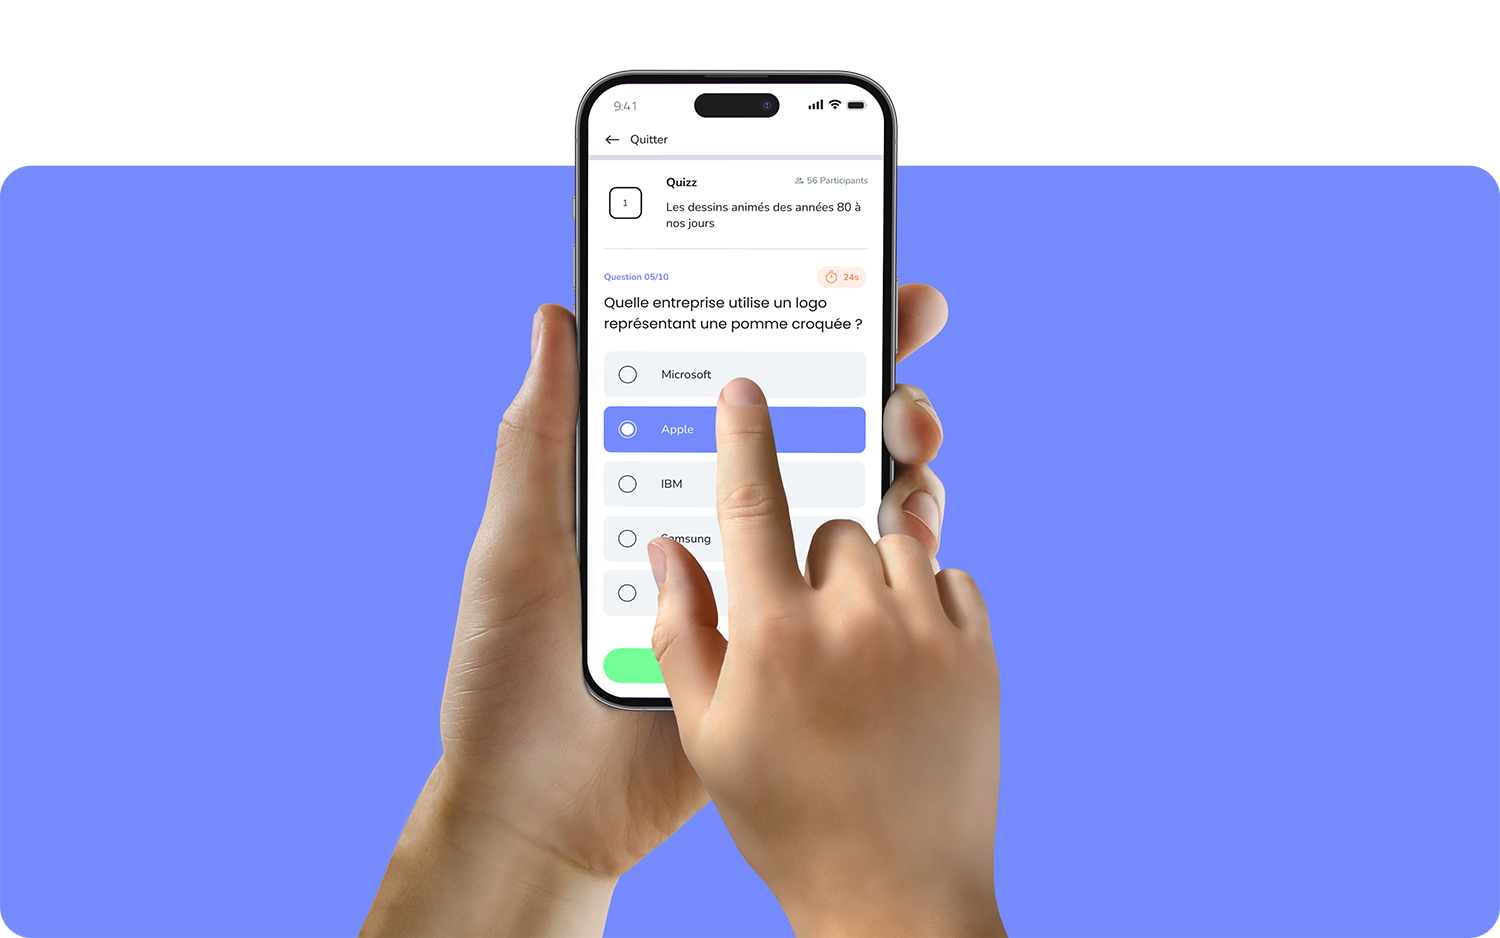 9:41
Quitter
Quizz
56 Participants
1
Les dessins animés des années 80 à
nos jours
Question 05/10
24s
Quelle entreprise utilise un logo
représentant une pomme croquée ?
Microsoft
Apple
IBM
Samsung